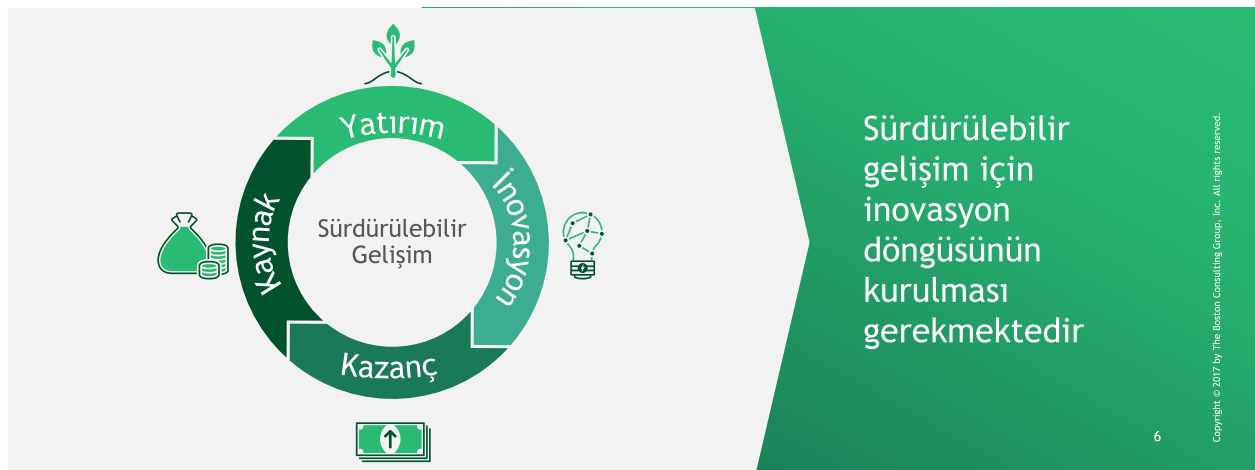 Yatırım
İnovasyon
Kazanç
Kaynak
Sürdürülebilir
Gelişim
Sürdürülebilir
gelişim için
inovasyon
döngüsünün
kurulması
gerekmektedir
6
Copyright © 2017 by The Boston Consulting Group, Inc. All rights reserved.